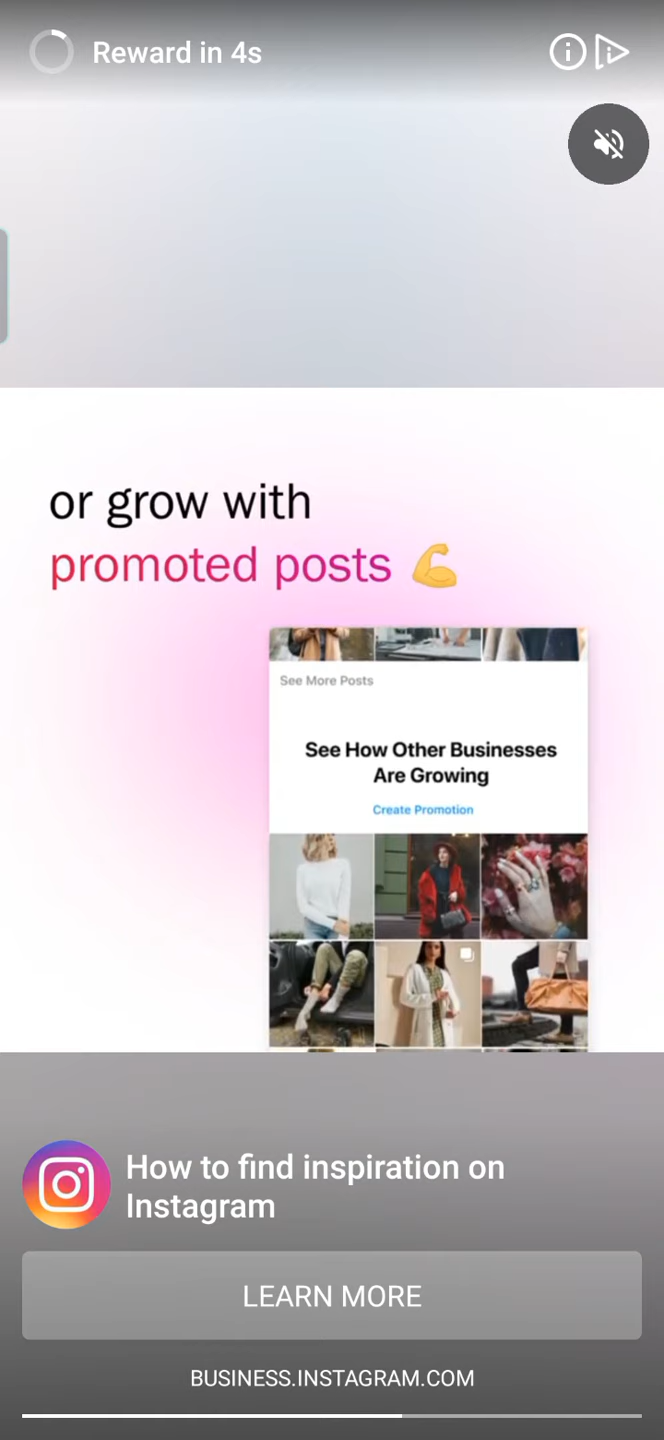 Reward in 4s
or grow with
promoted posts 💪
See More Posts
See How Other Businesses
Are Growing
Create Promotion
How to find inspiration on
Instagram
LEARN MORE
BUSINESS.INSTAGRAM.COM